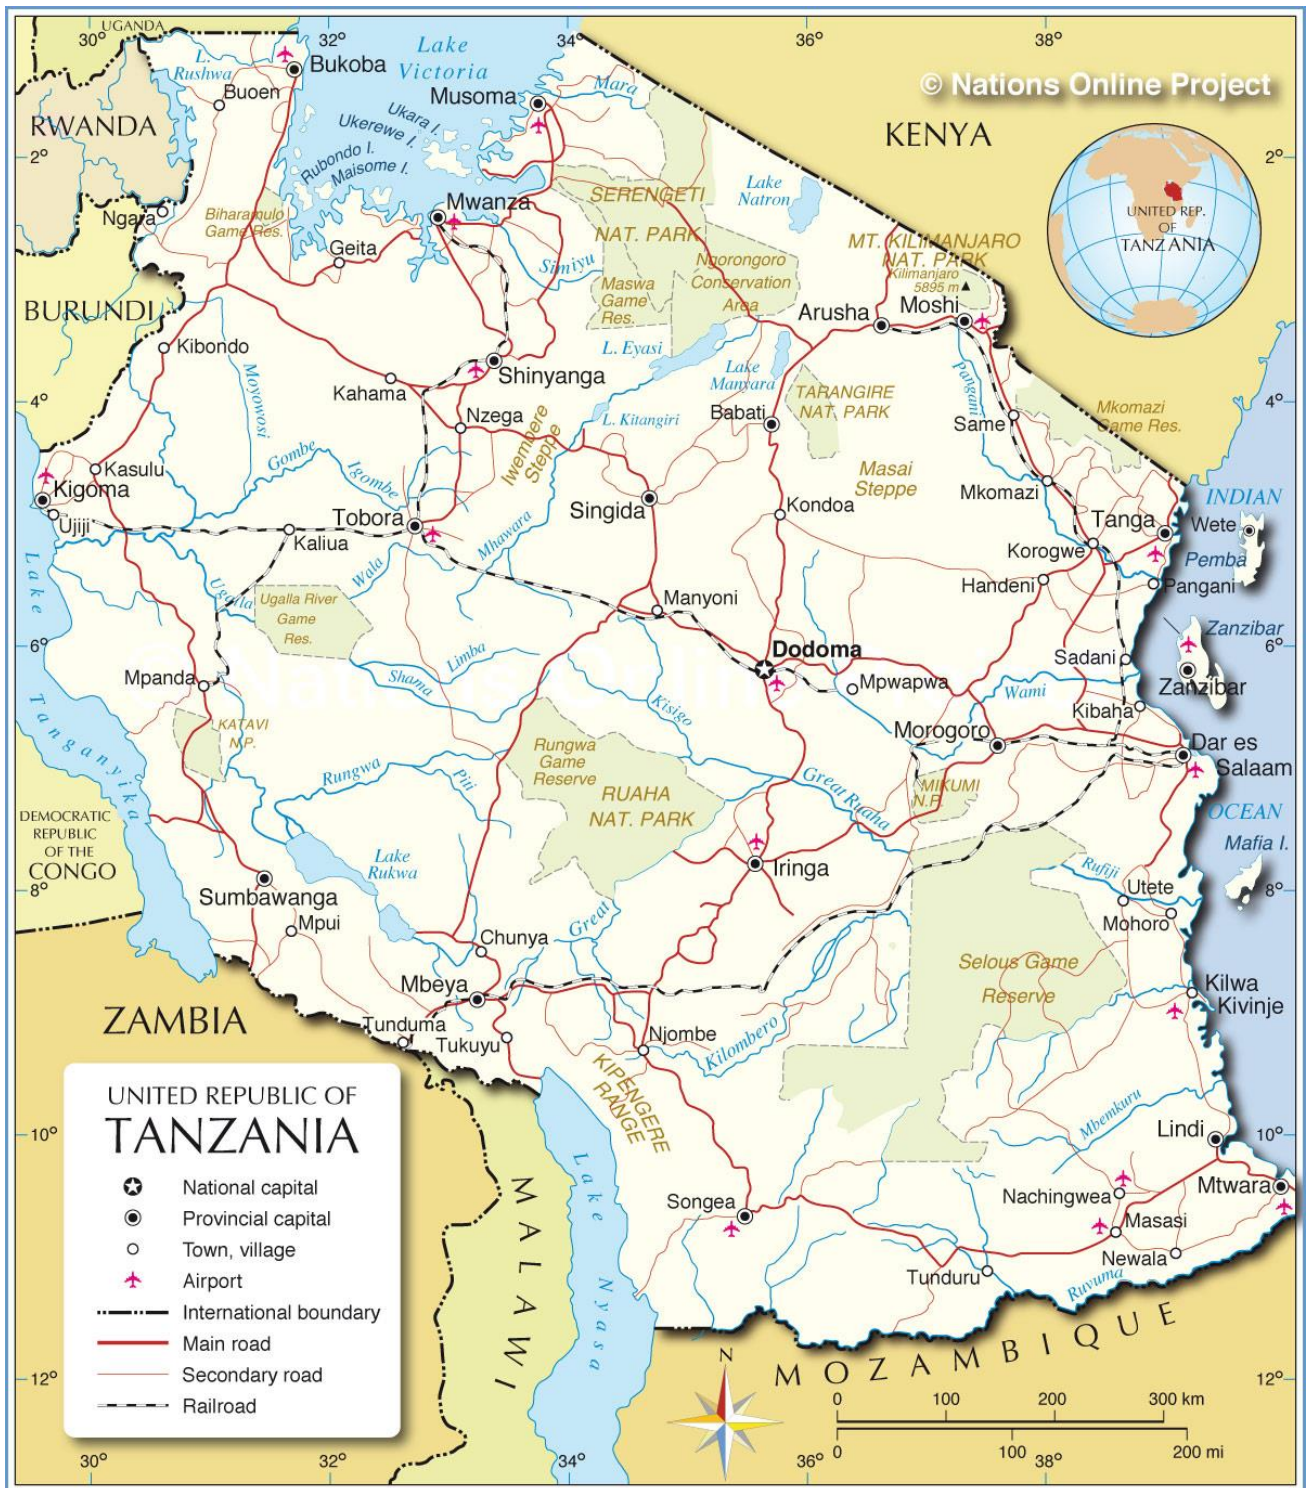 UGANDA
30°
32°
34°
36°
38°
Lake
Victoria
L.
Rushwa
Bukoba
Buoen
Musoma
Mara
© Nations Online Project
RWANDA
Ukara I.
Ukerewe I.
Rubondo I.
Maisome I.
KENYA
2°
2°
SERENGETI
NAT. PARK
Lake
Natron
Ngara
Biharamulo
Game Res.
Mwanza
Geita
Simiyu
Ngorongoro
Conservation
Area
Maswa
Game
Res.
MT. KILIMANJARO
NAT. PARK
Kilimanjaro
5895 m
UNITED REP.
OF
TANZANIA
BURUNDI
Arusha
Moshi
Kibondo
Moyowosi
L. Eyasi
Lake
Manyara
Pangani
Kahama
Shinyanga
TARANGIRE
NAT. PARK
4°
4°
Nzega
L. Kitangiri
Babati
Same
Mkomazi
Game Res.
Iwembere
Steppe
Kasulu
Gombe
Igombe
Masai
Steppe
Kigoma
Ujiji
Tobora
Singida
Kondoa
Mkomazi
INDIAN
Tanga
Wete
Kaliua
Mhawara
Wala
Korogwe
Pemba
Handeni
Pangani
Lake
Tanganyika
Ugalla
Ugalla River
Game
Res.
Manyoni
Zanzibar
6°
6°
Dodoma
Sadani
Mpanda
Limba
Shama
Mpwapwa
Wami
Zanzibar
Kisigo
Kibaha
KATAVI
N.P.
Morogoro
Dar es
Salaam
Rungwa
Game
Reserve
Rungwa
Piti
RUAHA
NAT. PARK
Great Ruaha
MIKUMI
N.P.
OCEAN
Mafia I.
DEMOCRATIC
REPUBLIC
OF THE
CONGO
Lake
Rukwa
Iringa
Rufiji
Utete
8°
8°
Sumbawanga
Mpui
Great
Mohoro
Chunya
Selous Game
Reserve
Mbeya
Kilwa
Kivinje
ZAMBIA
Tunduma
Tukuyu
Njombe
Kilombero
KIPENGERE
RANGE
UNITED REPUBLIC OF
TANZANIA
Mbemkuru
Lindi
10°
10°
National capital
Provincial capital
Town, village
Airport
International boundary
Main road
Secondary road
Railroad
MALAWI
Lake Nyasa
Songea
Nachingwea
Mtwara
Masasi
Newala
Tunduru
Ruvuma
MOZAMBIQUE
N
12°
12°
0 100 200 300 km
0 100 200 mi
30°
32°
34°
36°
38°